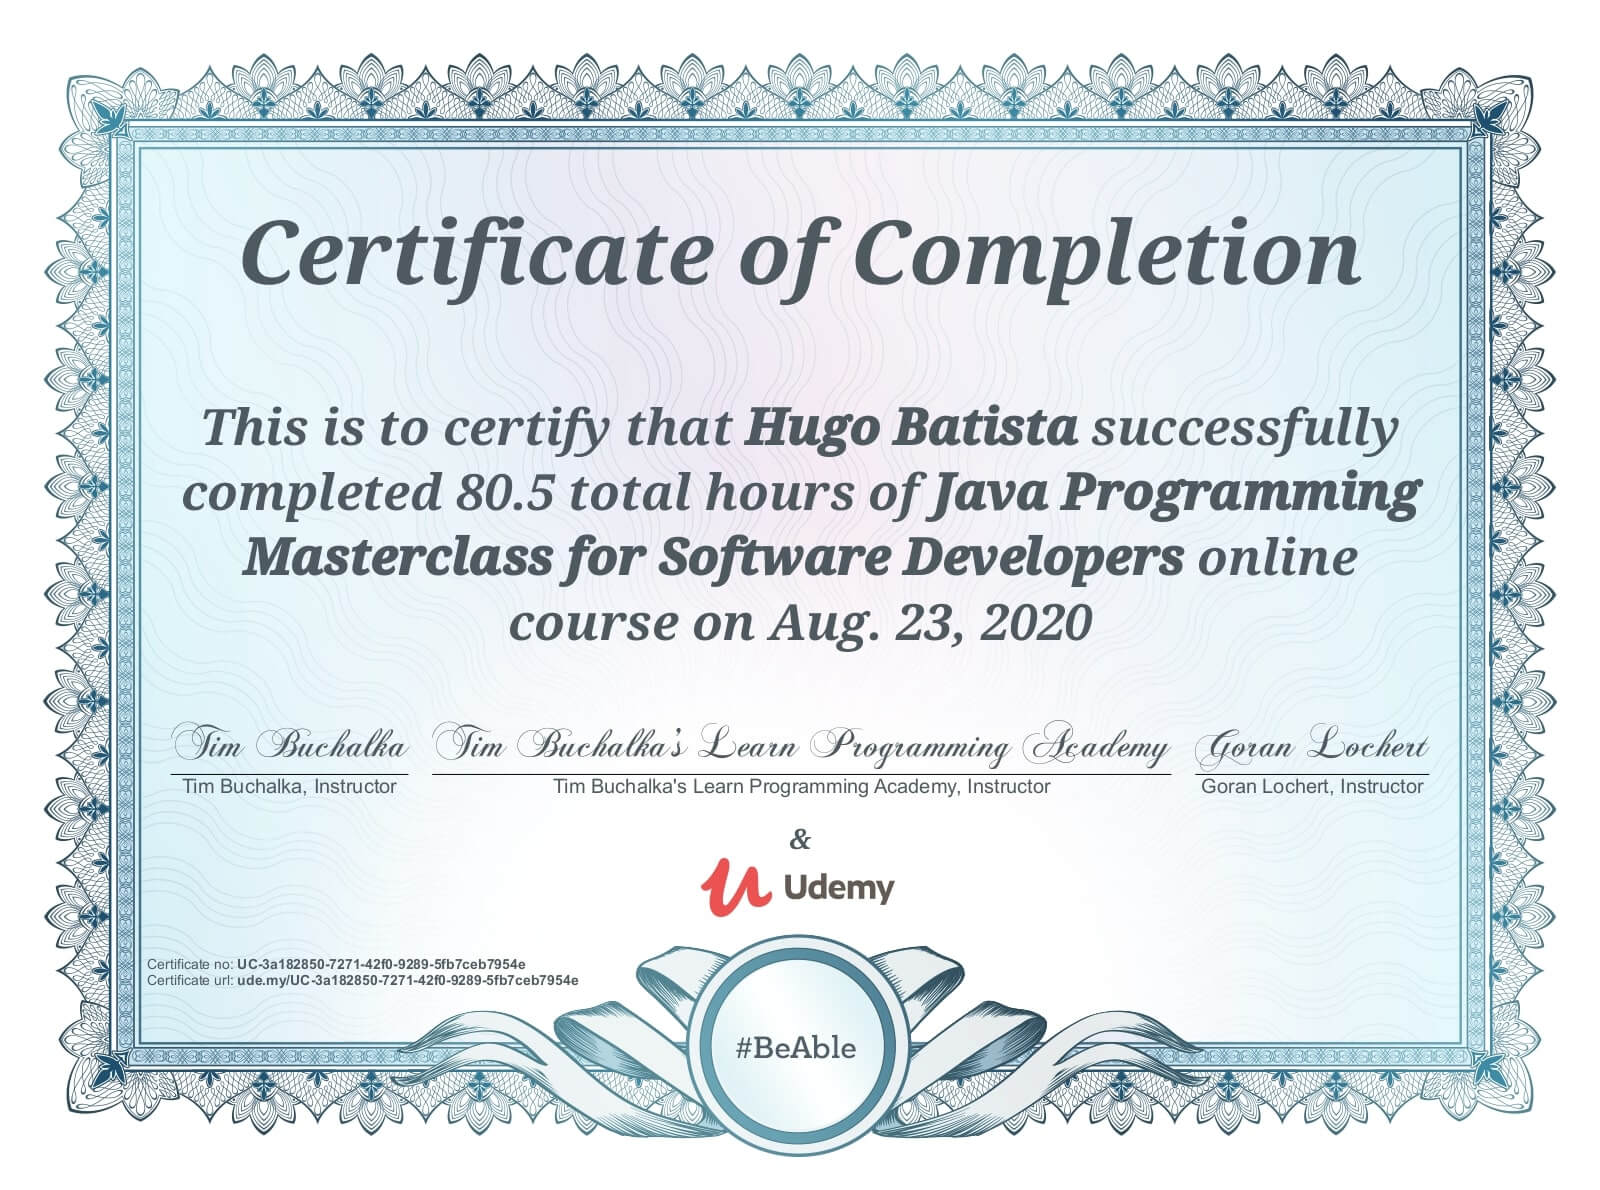 Certificate of Completion
This is to certify that Hugo Batista successfully
completed 80.5 total hours of Java Programming
Masterclass for Software Developers online
course on Aug. 23, 2020
Tim Buchalka Tim Buchalka's Learn Programming Academy Goran Lochert
Tim Buchalka, Instructor Tim Buchalka's Learn Programming Academy, Instructor Goran Lochert, Instructor
&
Udemy
Certificate no: UC-3a182850-7271-42f0-9289-5fb7ceb7954e
Certificate url: ude.my/UC-3a182850-7271-42f0-9289-5fb7ceb7954e
#BeAble